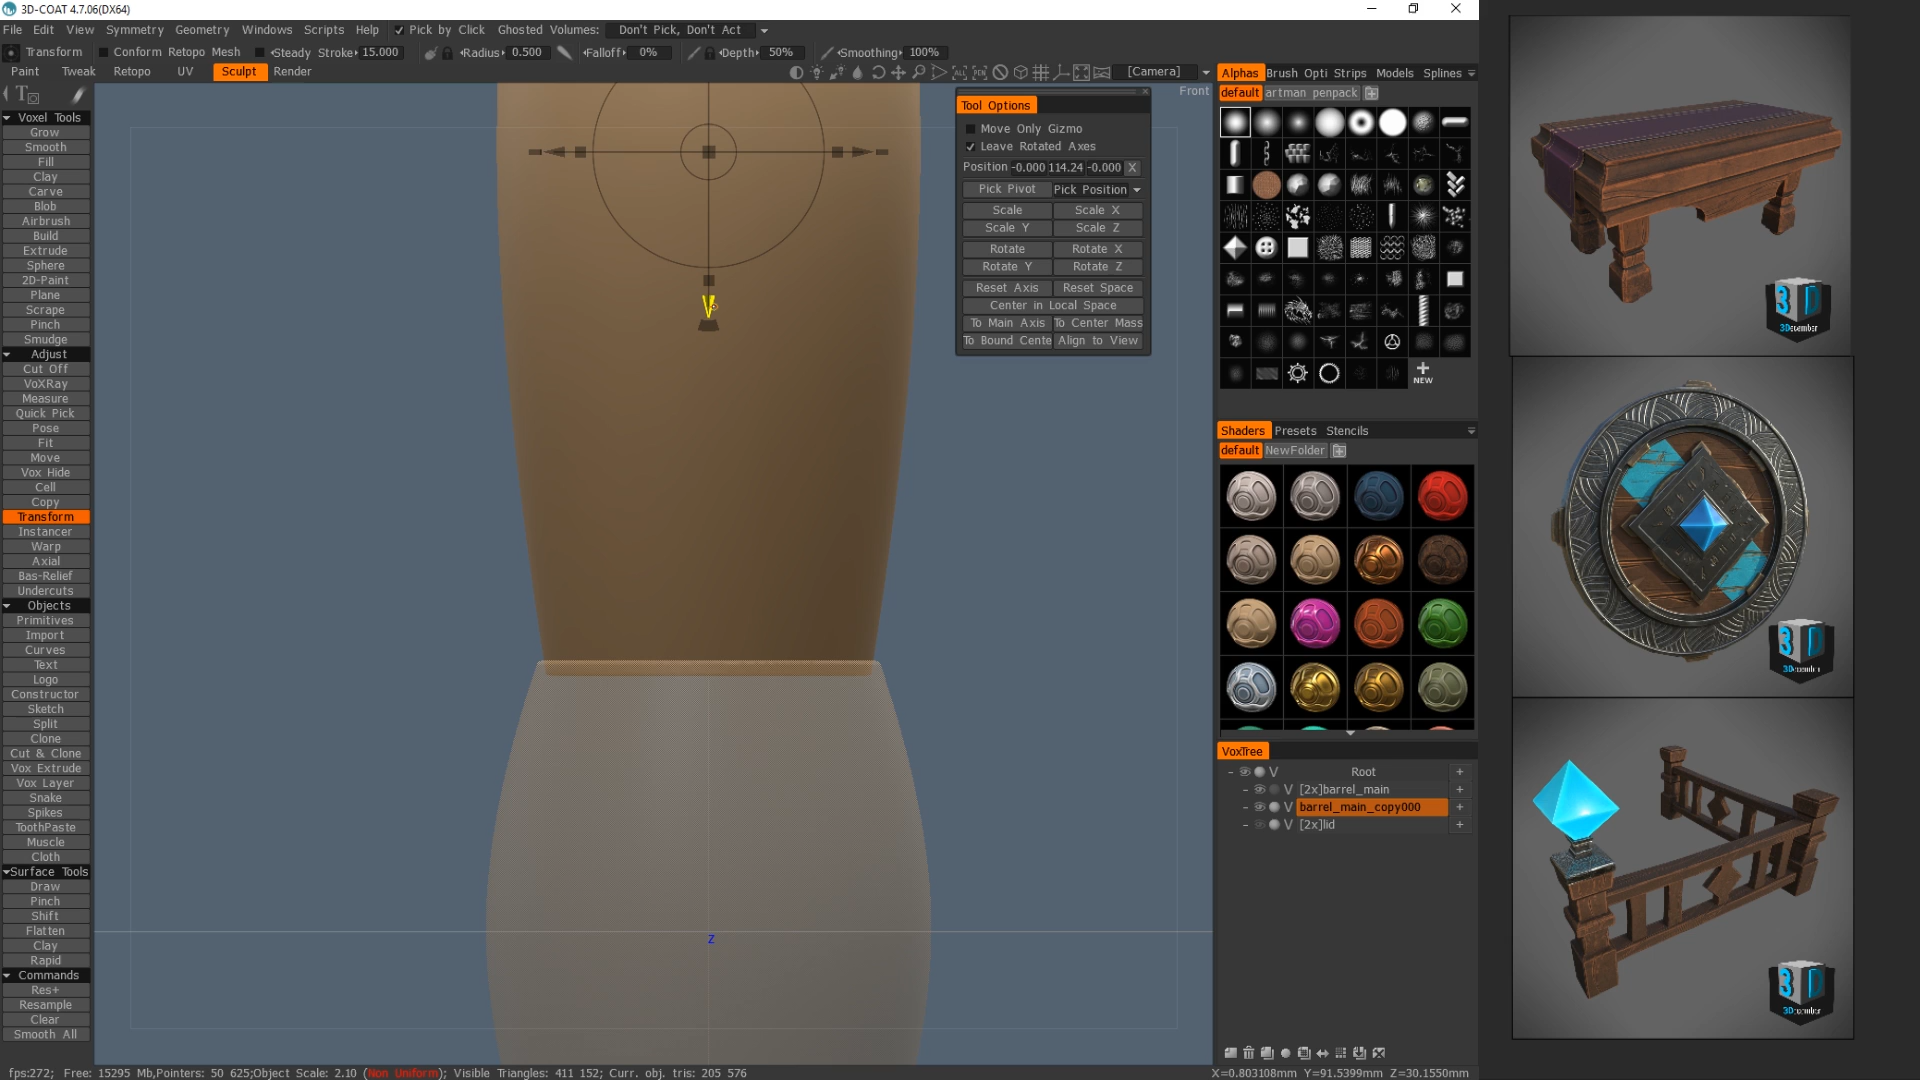 3D-COAT 4.7.06(DX64)
File Edit View Symmetry Geometry Windows Scripts Help Pick by Click Ghosted Volumes: Don't Pick, Don't Act
Transform Conform Retopo Mesh Steady Stroke 15.000 Radius 0.500 Falloff 0% Depth 50% Smoothing 100%
Paint Tweak Retopo UV Sculpt Render [Camera]
Front
Voxel Tools
Grow
Smooth
Fill
Clay
Carve
Blob
Airbrush
Build
Extrude
Sphere
2D-Paint
Plane
Scrape
Pinch
Smudge
Adjust
Cut Off
VoXRay
Measure
Quick Pick
Pose
Fit
Move
Vox Hide
Cell
Copy
Transform
Instancer
Warp
Axial
Bas-Relief
Undercuts
Objects
Primitives
Import
Curves
Text
Logo
Constructor
Sketch
Split
Clone
Cut & Clone
Vox Extrude
Vox Layer
Snake
Spikes
ToothPaste
Muscle
Cloth
Surface Tools
Draw
Pinch
Shift
Flatten
Clay
Rapid
Commands
Res+
Resample
Clear
Smooth All
Z
Tool Options
Move Only Gizmo
Leave Rotated Axes
Position -0.000 114.24 -0.000 X
Pick Pivot Pick Position
Scale Scale X
Scale Y Scale Z
Rotate Rotate X
Rotate Y Rotate Z
Reset Axis Reset Space
Center in Local Space
To Main Axis To Center Mass
To Bound Cente Align to View
Alphas Brush Opti Strips Models Splines
default artman penpack
NEW
Shaders Presets Stencils
default NewFolder
VoxTree
V Root +
V [2x]barrel_main +
V barrel_main_copy000 +
V [2x]lid +
fps:272; Free: 15295 Mb,Pointers: 50 625;Object Scale: 2.10 (Non Uniform); Visible Triangles: 411 152; Curr. obj. tris: 205 576
X=0.803108mm Y=91.5399mm Z=30.1550mm
3D
3December
3D
3December
3D
3December